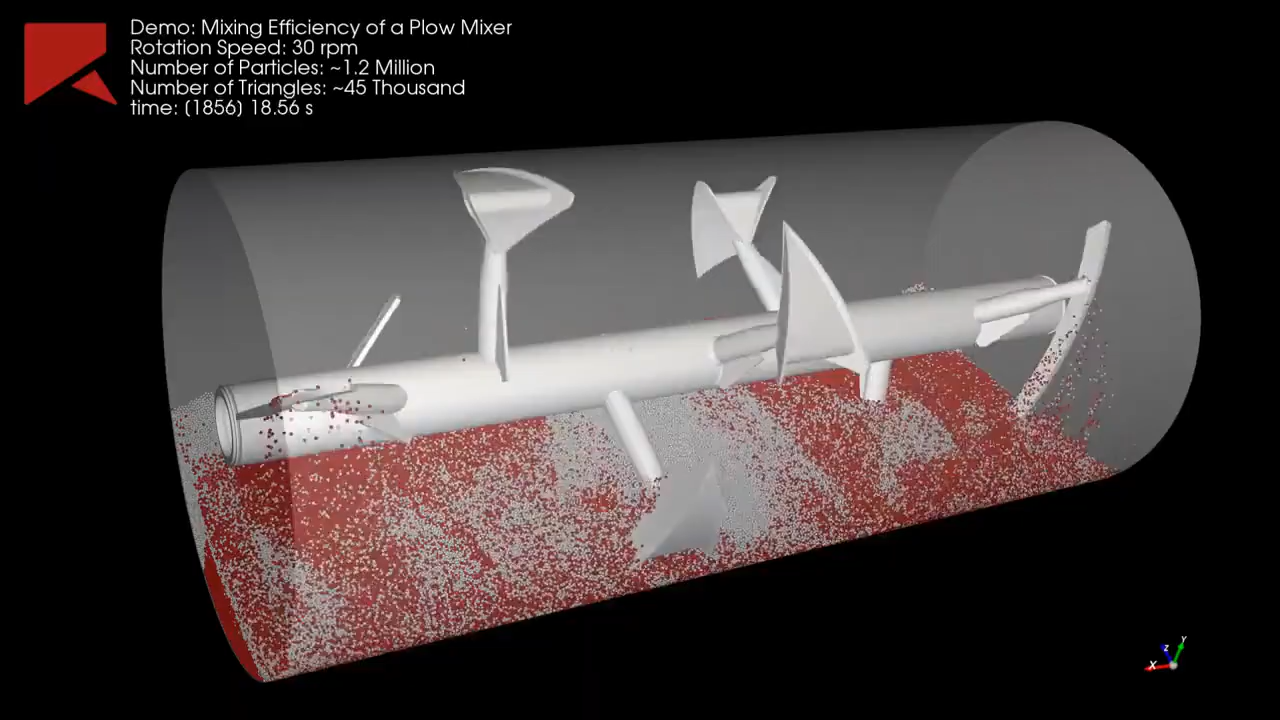 Demo: Mixing Efficiency of a Plow Mixer
Rotation Speed: 30 rpm
Number of Particles: ~1.2 Million
Number of Triangles: ~45 Thousand
time: (1856) 18.56 s
Y
Z
X